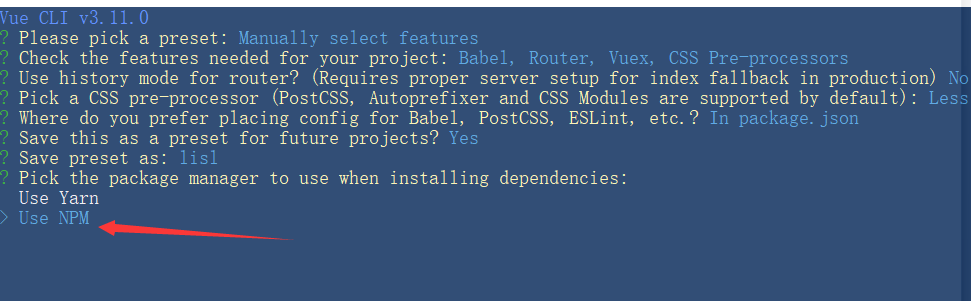 Vue CLI v3.11.0
? Please pick a preset: Manually select features
? Check the features needed for your project: Babel, Router, Vuex, CSS Pre-processors
? Use history mode for router? (Requires proper server setup for index fallback in production) No
? Pick a CSS pre-processor (PostCSS, Autoprefixer and CSS Modules are supported by default): Less
? Where do you prefer placing config for Babel, PostCSS, ESLint, etc.? In package.json
? Save this as a preset for future projects? Yes
? Save preset as: lisl
? Pick the package manager to use when installing dependencies:
Use Yarn
> Use NPM